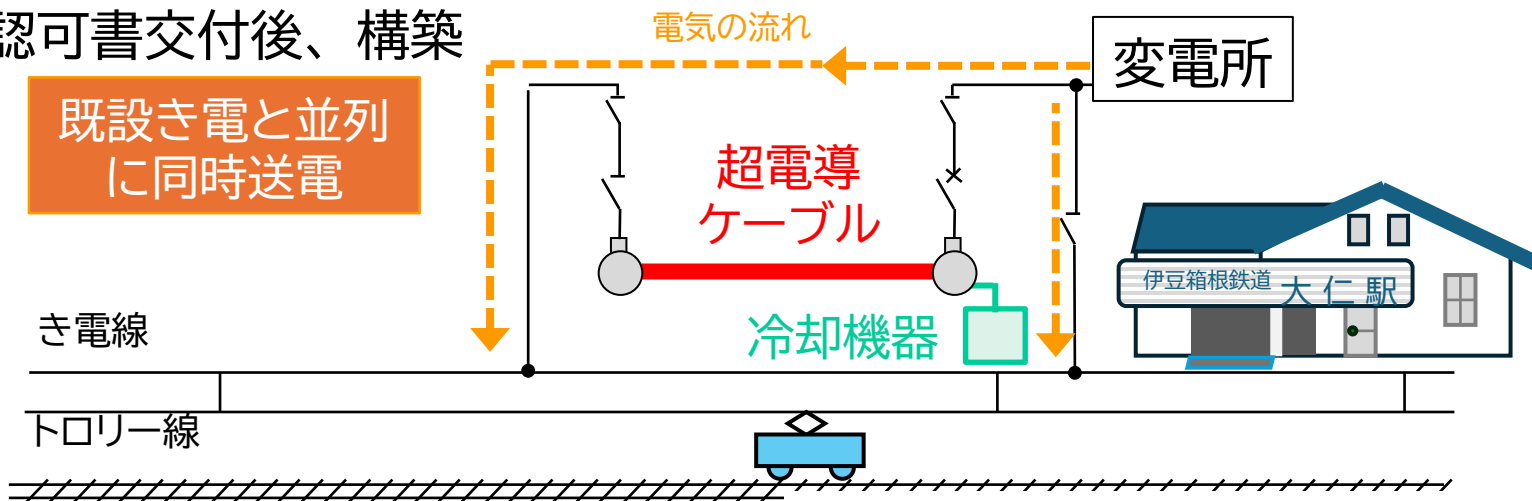 認可書交付後、構築
電気の流れ
変電所
既設き電と並列
に同時送電
超電導
ケーブル
伊豆箱根鉄道 大仁駅
冷却機器
き電線
トロリー線